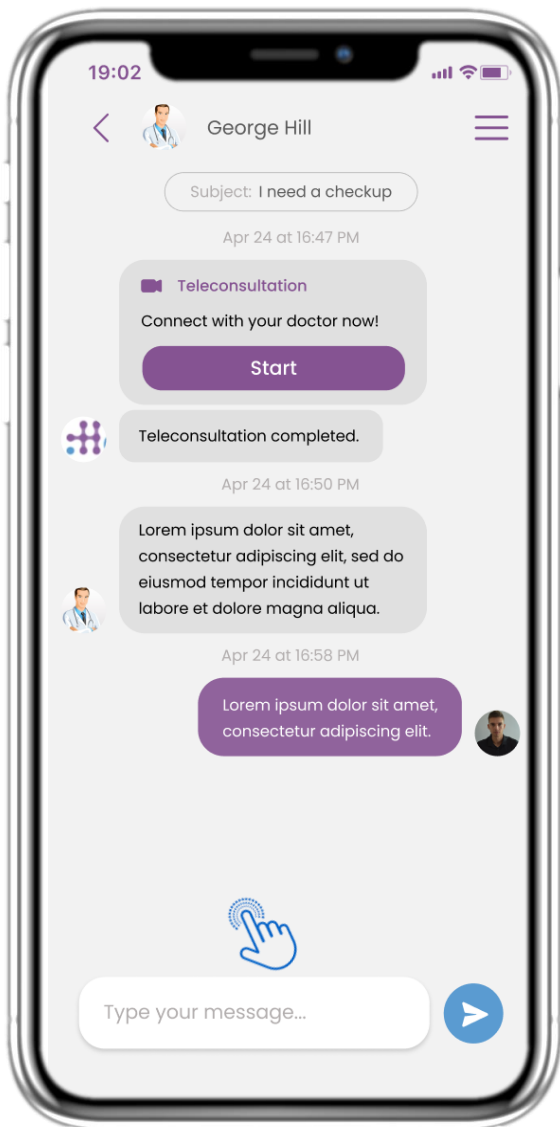 19:02
George Hill
Subject: I need a checkup
Apr 24 at 16:47 PM
Teleconsultation
Connect with your doctor now!
Start
Teleconsultation completed.
Apr 24 at 16:50 PM
Lorem ipsum dolor sit amet,
consectetur adipiscing elit, sed do
eiusmod tempor incididunt ut
labore et dolore magna aliqua.
Apr 24 at 16:58 PM
Lorem ipsum dolor sit amet,
consectetur adipiscing elit.
Type your message...